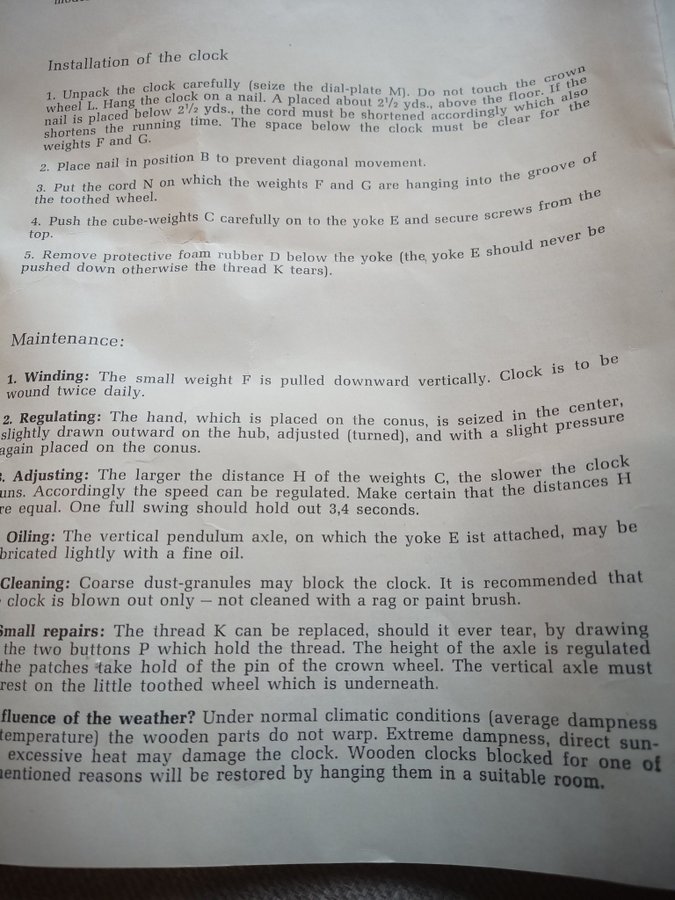 Installation of the clock
1. Unpack the clock carefully (seize the dial-plate M). Do not touch the crown
wheel L. Hang the clock on a nail. A placed about 2½ yds., above the floor. If the
nail is placed below 2½ yds., the cord must be shortened accordingly which also
shortens the running time. The space below the clock must be clear for the
weights F and G.
2. Place nail in position B to prevent diagonal movement.
3. Put the cord N on which the weights F and G are hanging into the groove of
the toothed wheel.
4. Push the cube-weights C carefully on to the yoke E and secure screws from the
top.
5. Remove protective foam rubber D below the yoke (the, yoke E should never be
pushed down otherwise the thread K tears).
Maintenance:
1. Winding: The small weight F is pulled downward vertically. Clock is to be
wound twice daily.
2. Regulating: The hand, which is placed on the conus, is seized in the center,
slightly drawn outward on the hub, adjusted (turned), and with a slight pressure
again placed on the conus.
3. Adjusting: The larger the distance H of the weights C, the slower the clock
uns. Accordingly the speed can be regulated. Make certain that the distances H
re equal. One full swing should hold out 3,4 seconds.
Oiling: The vertical pendulum axle, on which the yoke E ist attached, may be
bricated lightly with a fine oil.
Cleaning: Coarse dust-granules may block the clock. It is recommended that
clock is blown out only – not cleaned with a rag or paint brush.
Small repairs: The thread K can be replaced, should it ever tear, by drawing
the two buttons P which hold the thread. The height of the axle is regulated
the patches take hold of the pin of the crown wheel. The vertical axle must
rest on the little toothed wheel which is underneath.
fluence of the weather? Under normal climatic conditions (average dampness
temperature) the wooden parts do not warp. Extreme dampness, direct sun-
excessive heat may damage the clock. Wooden clocks blocked for one of
mentioned reasons will be restored by hanging them in a suitable room.